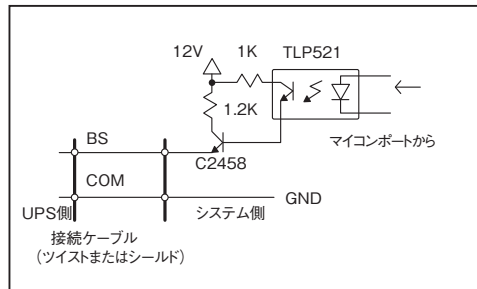 12V
1K
TLP521
1.2K
マイコンポートから
BS
C2458
COM
GND
UPS側
システム側
接続ケーブル
（ツイストまたはシールド）